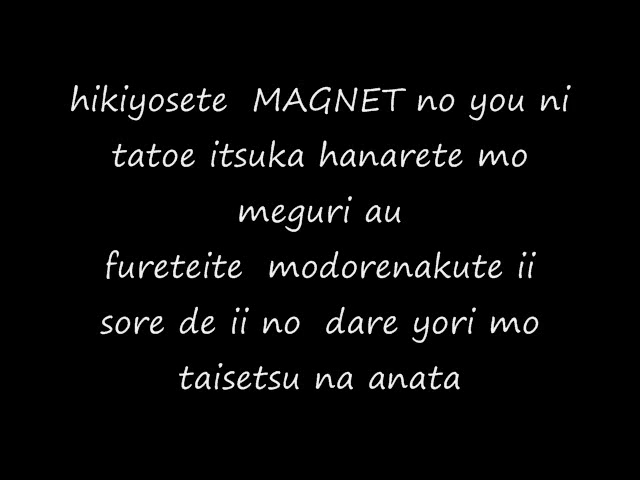 hikiyosete MAGNET no you ni
tatoe itsuka hanarete mo
meguri au
fureteite modorenakute ii
sore de ii no dare yori mo
taisetsu na anata